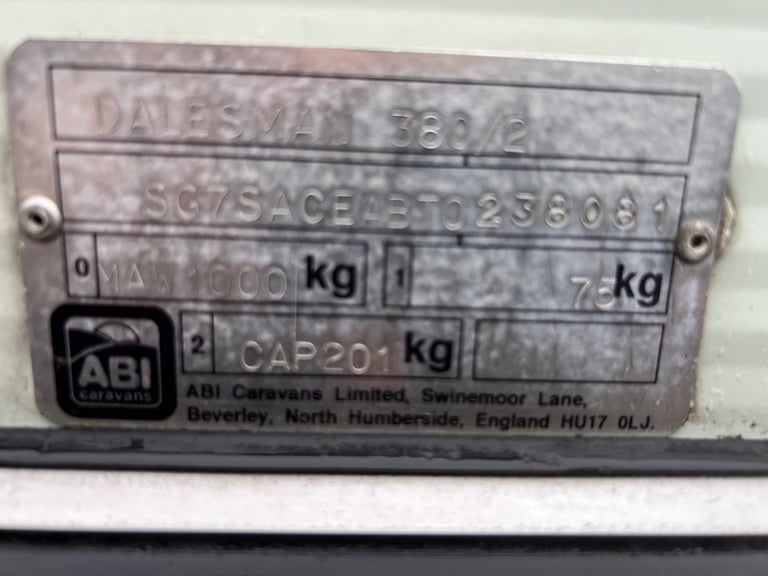 DALESMAN 380/2
SG7SACEABT0238081
0 MAW1000 kg 1 75 kg
2 CAP201 kg
ABI
caravans
ABI Caravans Limited, Swinemoor Lane,
Beverley, North Humberside, England HU17 0LJ.